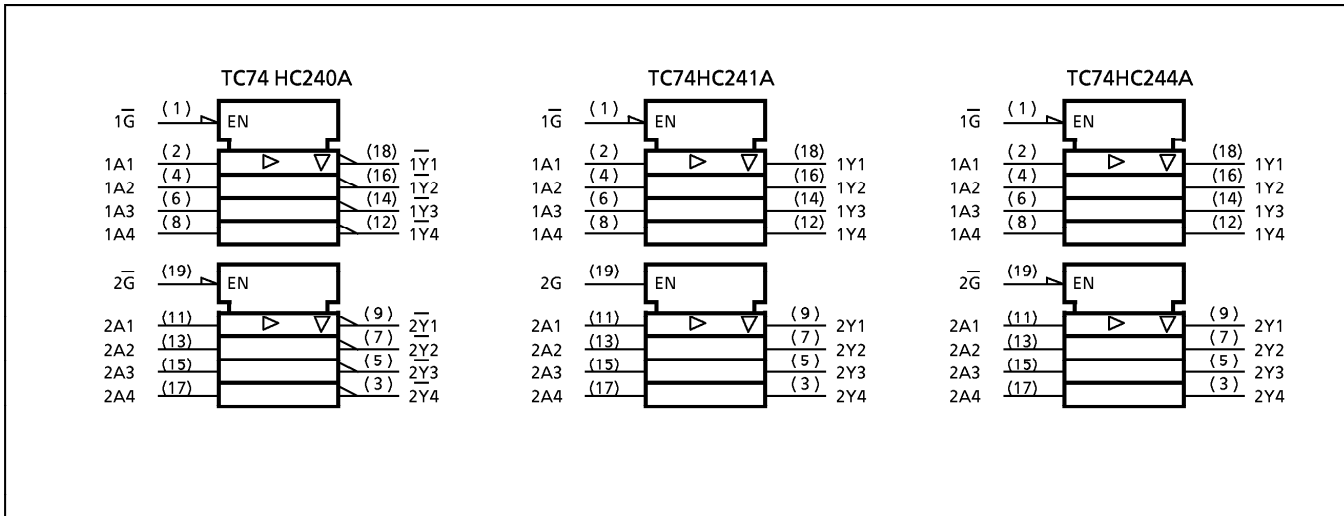 TC74 HC240A TC74HC241A TC74HC244A
1G̅ (1) EN 1G̅ (1) EN 1G̅ (1) EN
1A1 (2) (18) 1Y̅1 1A1 (2) (18) 1Y1 1A1 (2) (18) 1Y1
1A2 (4) (16) 1Y̅2 1A2 (4) (16) 1Y2 1A2 (4) (16) 1Y2
1A3 (6) (14) 1Y̅3 1A3 (6) (14) 1Y3 1A3 (6) (14) 1Y3
1A4 (8) (12) 1Y̅4 1A4 (8) (12) 1Y4 1A4 (8) (12) 1Y4
2G̅ (19) EN 2G (19) EN 2G̅ (19) EN
2A1 (11) (9) 2Y̅1 2A1 (11) (9) 2Y1 2A1 (11) (9) 2Y1
2A2 (13) (7) 2Y̅2 2A2 (13) (7) 2Y2 2A2 (13) (7) 2Y2
2A3 (15) (5) 2Y̅3 2A3 (15) (5) 2Y3 2A3 (15) (5) 2Y3
2A4 (17) (3) 2Y̅4 2A4 (17) (3) 2Y4 2A4 (17) (3) 2Y4